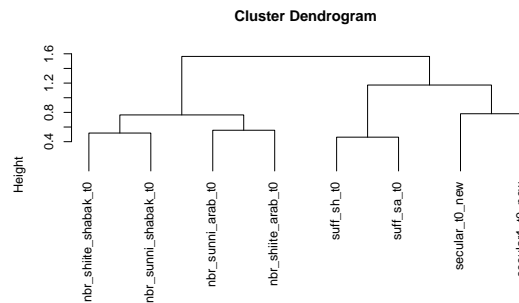 Cluster Dendrogram
Height
0.4
0.8
1.2
1.6
nbr_shiite_shabak_t0
nbr_sunni_shabak_t0
nbr_sunni_arab_t0
nbr_shiite_arab_t0
suff_sh_t0
suff_sa_t0
secular_t0_new